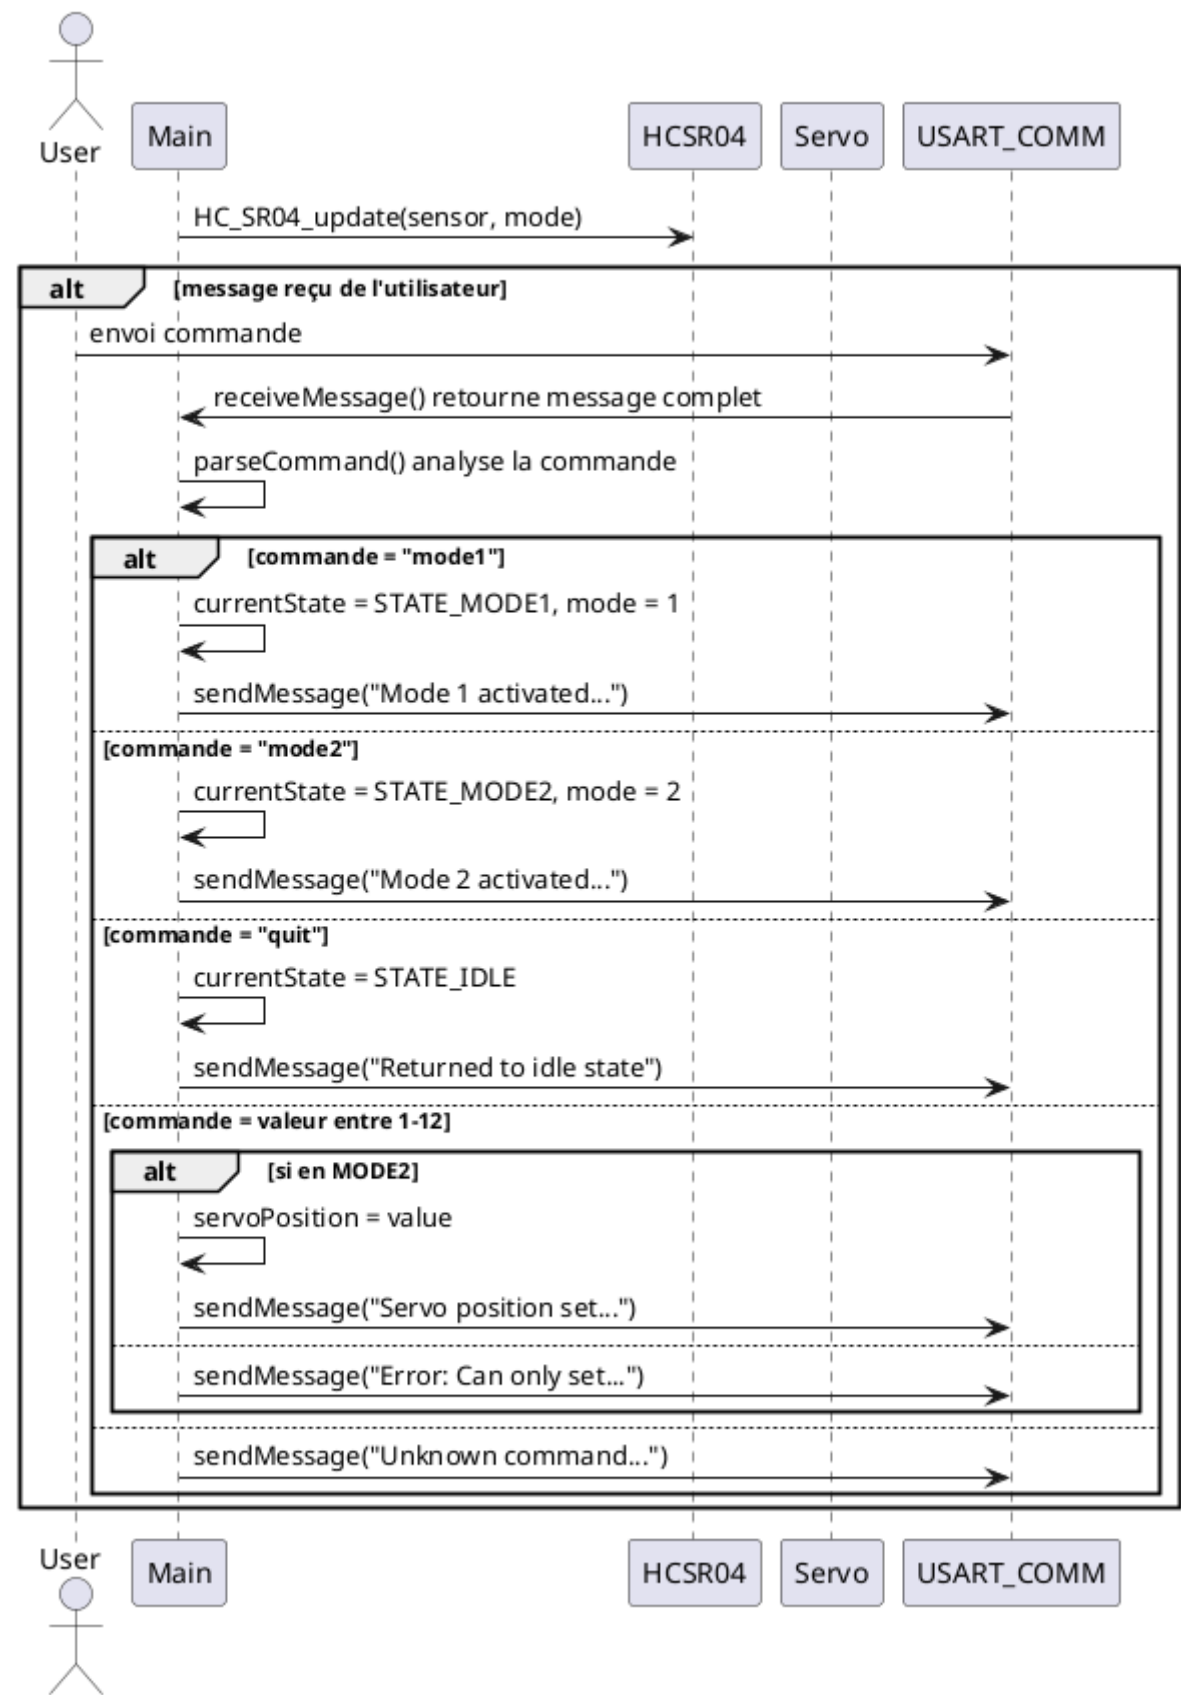 User
Main
HCSR04
Servo
USART_COMM
HC_SR04_update(sensor, mode)
alt
[message reçu de l'utilisateur]
envoi commande
receiveMessage() retourne message complet
parseCommand() analyse la commande
alt
[commande = "mode1"]
currentState = STATE_MODE1, mode = 1
sendMessage("Mode 1 activated...")
[commande = "mode2"]
currentState = STATE_MODE2, mode = 2
sendMessage("Mode 2 activated...")
[commande = "quit"]
currentState = STATE_IDLE
sendMessage("Returned to idle state")
[commande = valeur entre 1-12]
alt
[si en MODE2]
servoPosition = value
sendMessage("Servo position set...")
sendMessage("Error: Can only set...")
sendMessage("Unknown command...")
User
Main
HCSR04
Servo
USART_COMM